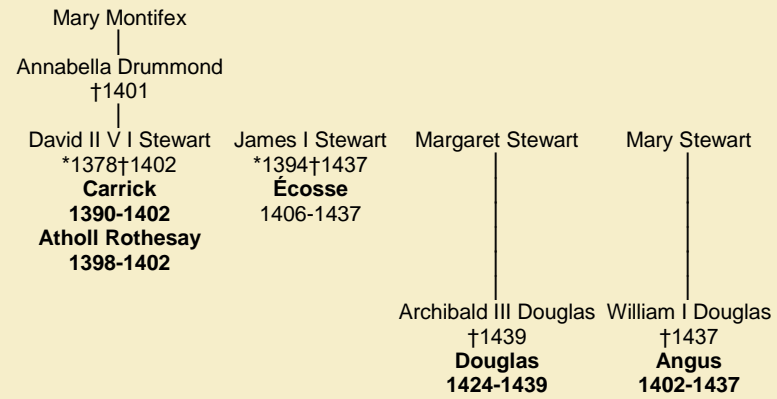 Mary Montifex
Annabella Drummond
†1401
David II V I Stewart James I Stewart Margaret Stewart Mary Stewart
*1378†1402 *1394†1437
Carrick Écosse
1390-1402 1406-1437
Atholl Rothesay
1398-1402
Archibald III Douglas William I Douglas
†1439 †1437
Douglas Angus
1424-1439 1402-1437